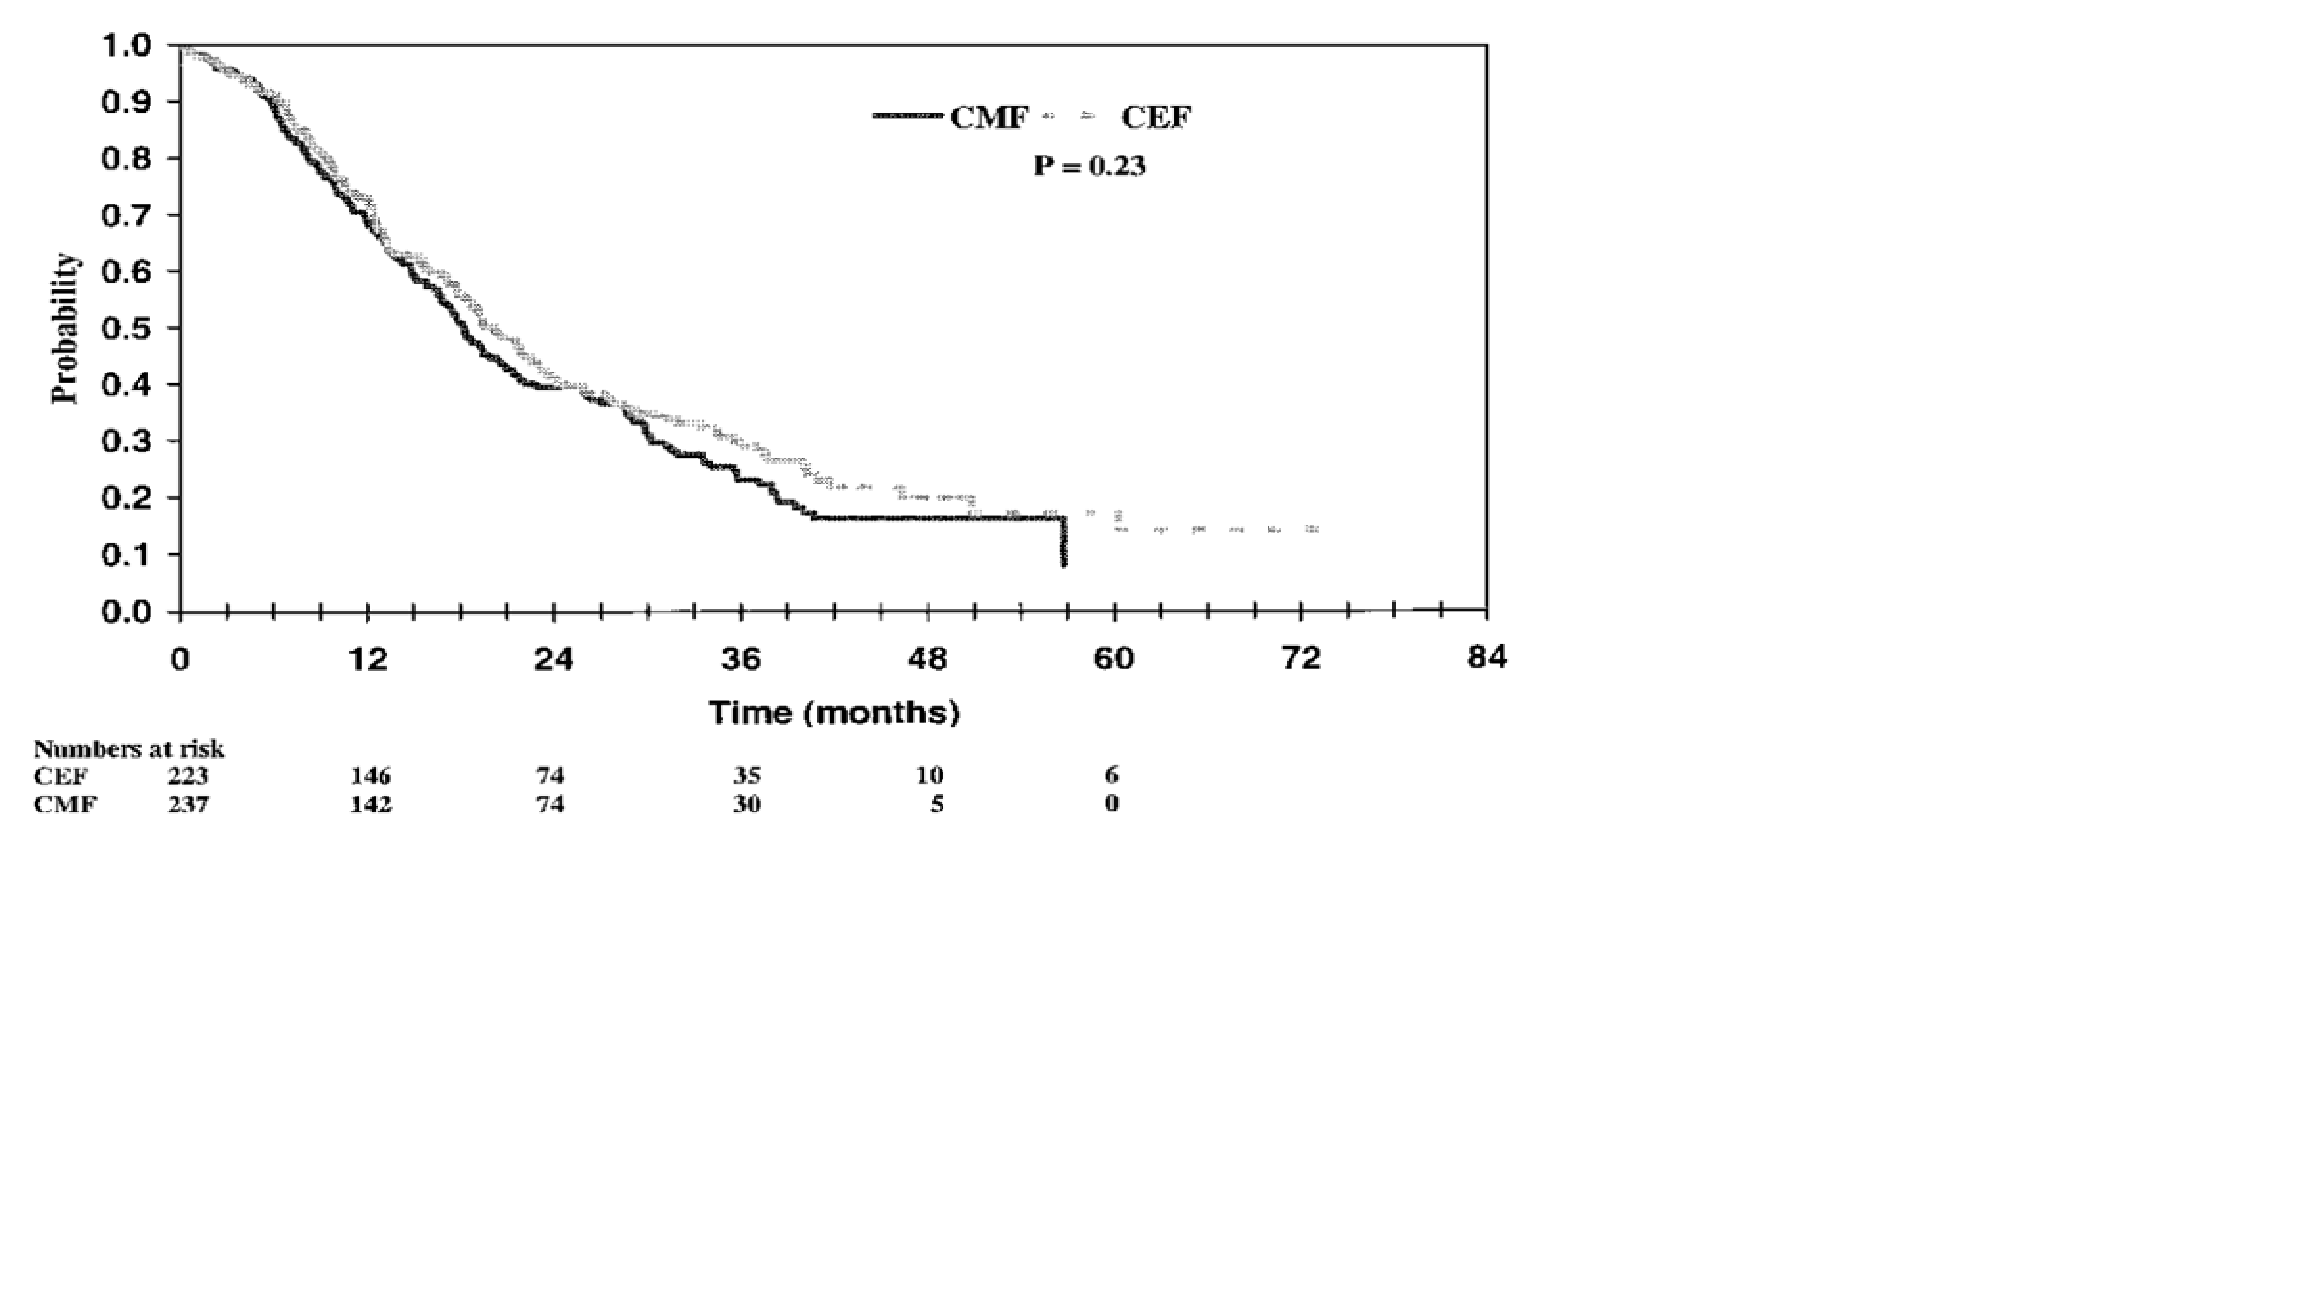 1.0
0.9
0.8
0.7
0.6
0.5
0.4
0.3
0.2
0.1
0.0
Probability
CMF CEF
P = 0.23
0 12 24 36 48 60 72 84
Time (months)
Numbers at risk
CEF 223 146 74 35 10 6
CMF 237 142 74 30 5 0